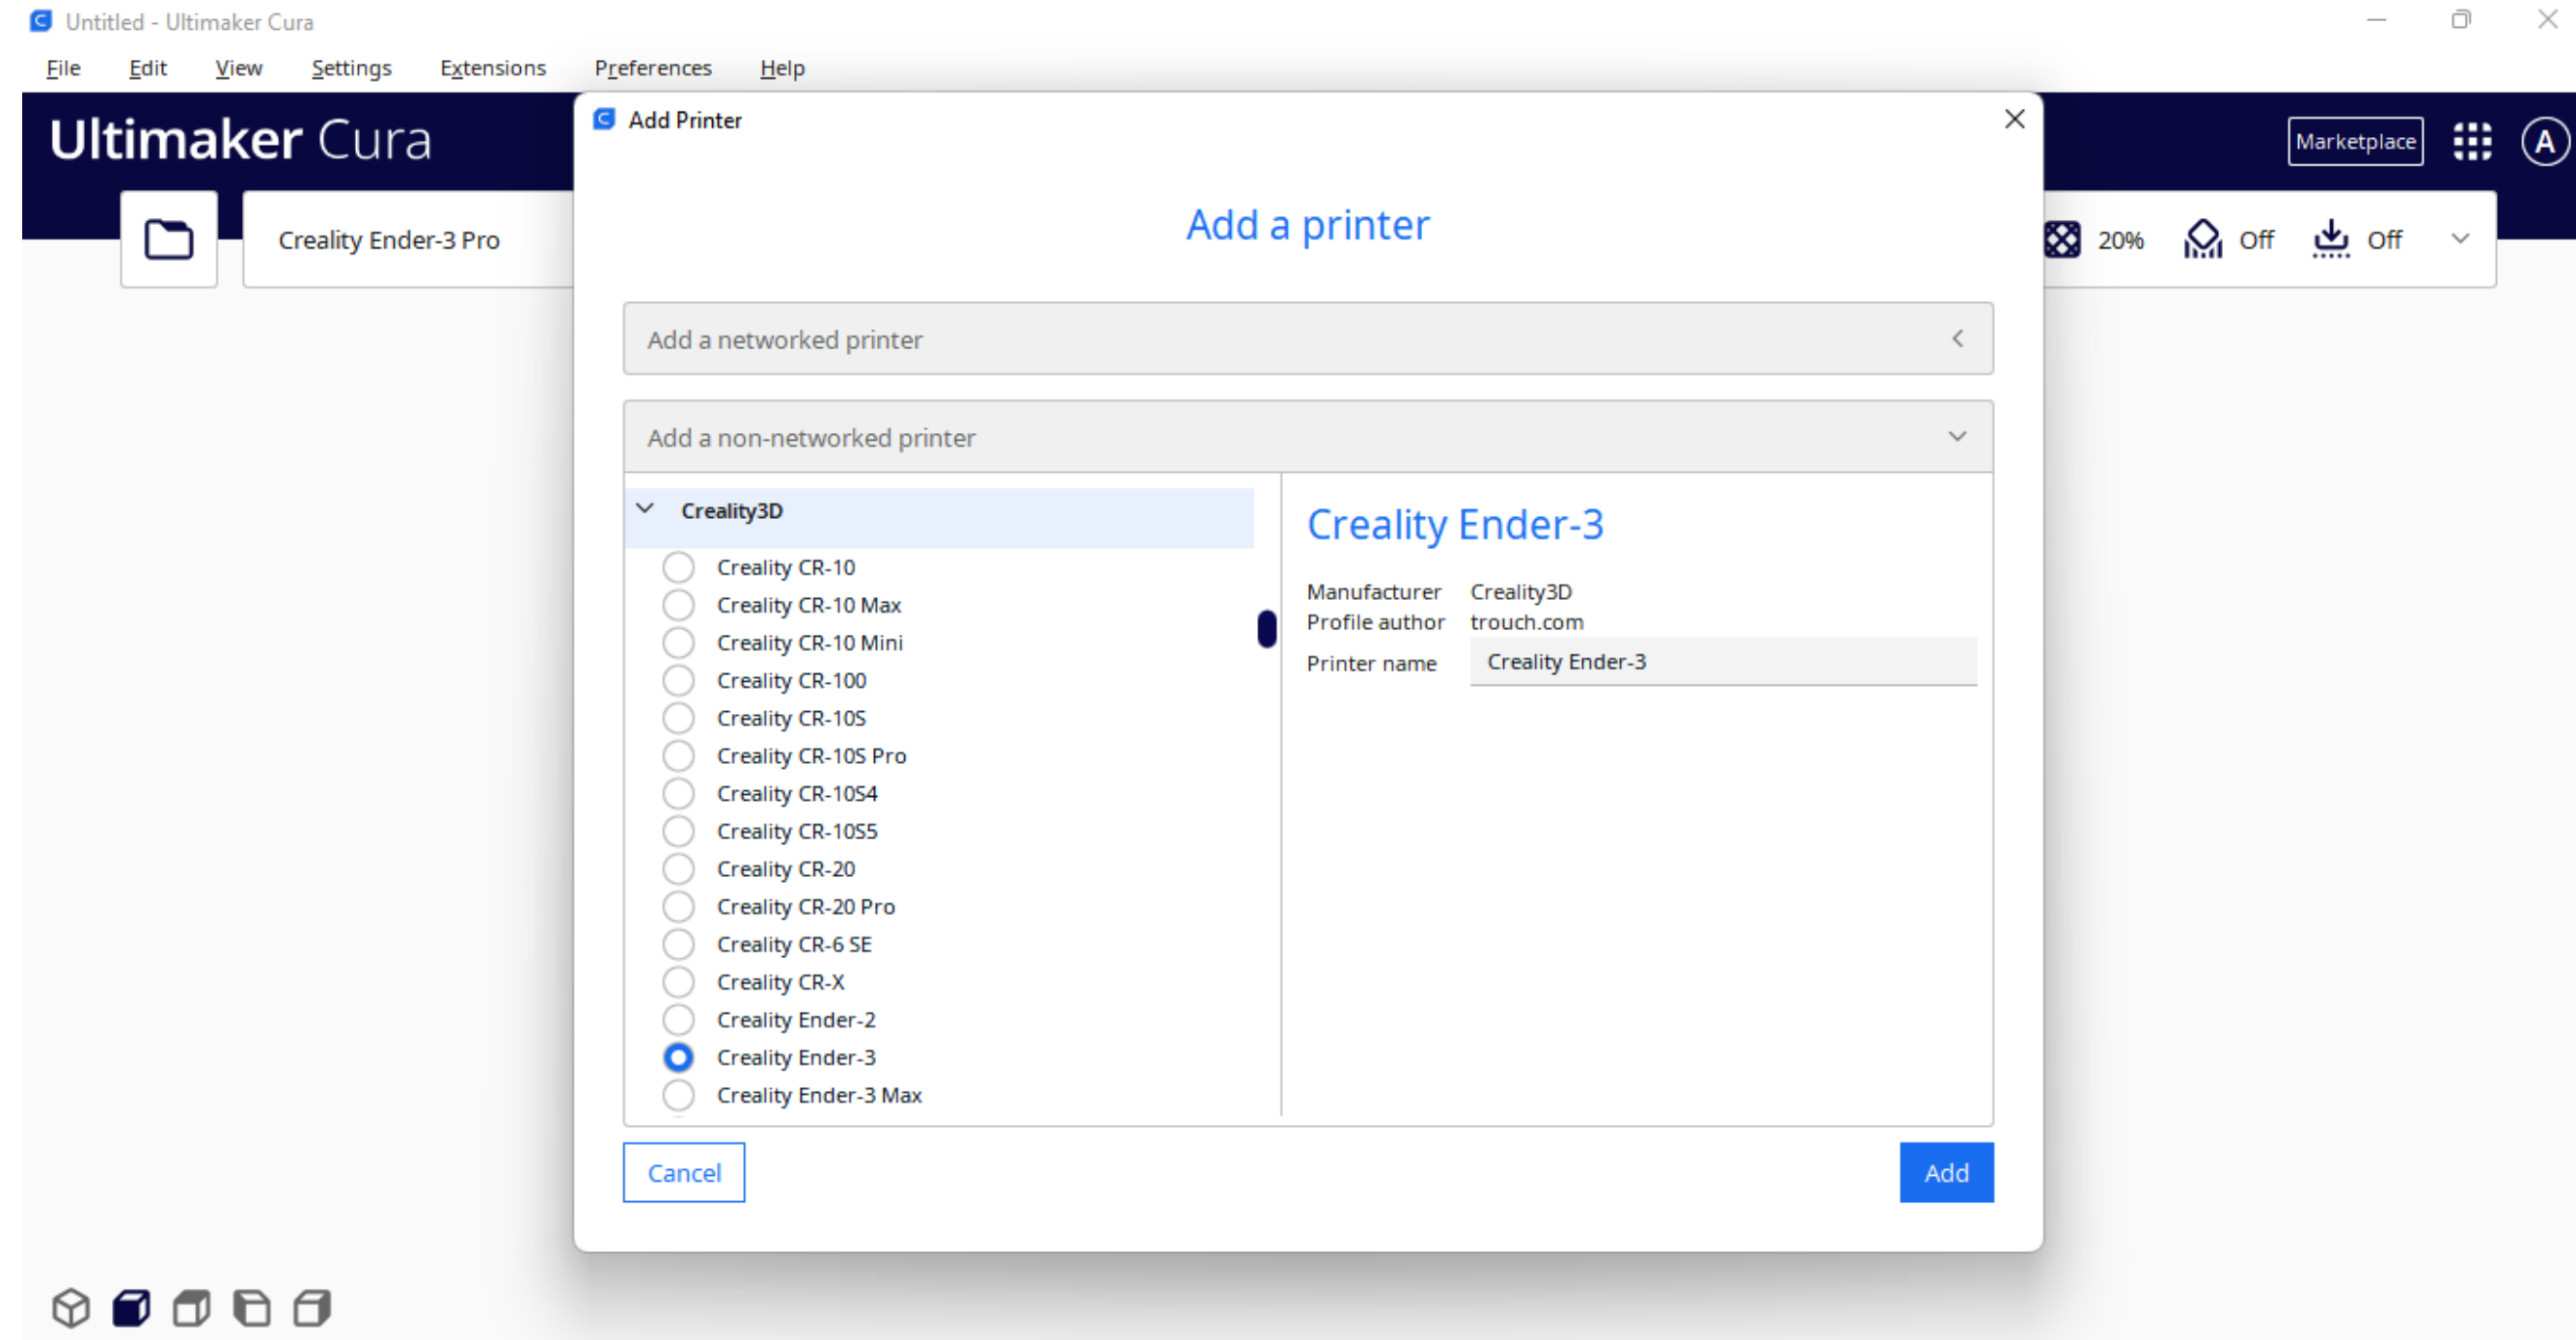 Untitled - Ultimaker Cura
File Edit View Settings Extensions Preferences Help
Ultimaker Cura
Marketplace
A
Creality Ender-3 Pro
20% Off Off
Add Printer
Add a printer
Add a networked printer
Add a non-networked printer
Creality3D
Creality CR-10
Creality CR-10 Max
Creality CR-10 Mini
Creality CR-100
Creality CR-10S
Creality CR-10S Pro
Creality CR-10S4
Creality CR-10S5
Creality CR-20
Creality CR-20 Pro
Creality CR-6 SE
Creality CR-X
Creality Ender-2
Creality Ender-3
Creality Ender-3 Max
Creality Ender-3
Manufacturer Creality3D
Profile author trouch.com
Printer name Creality Ender-3
Cancel
Add